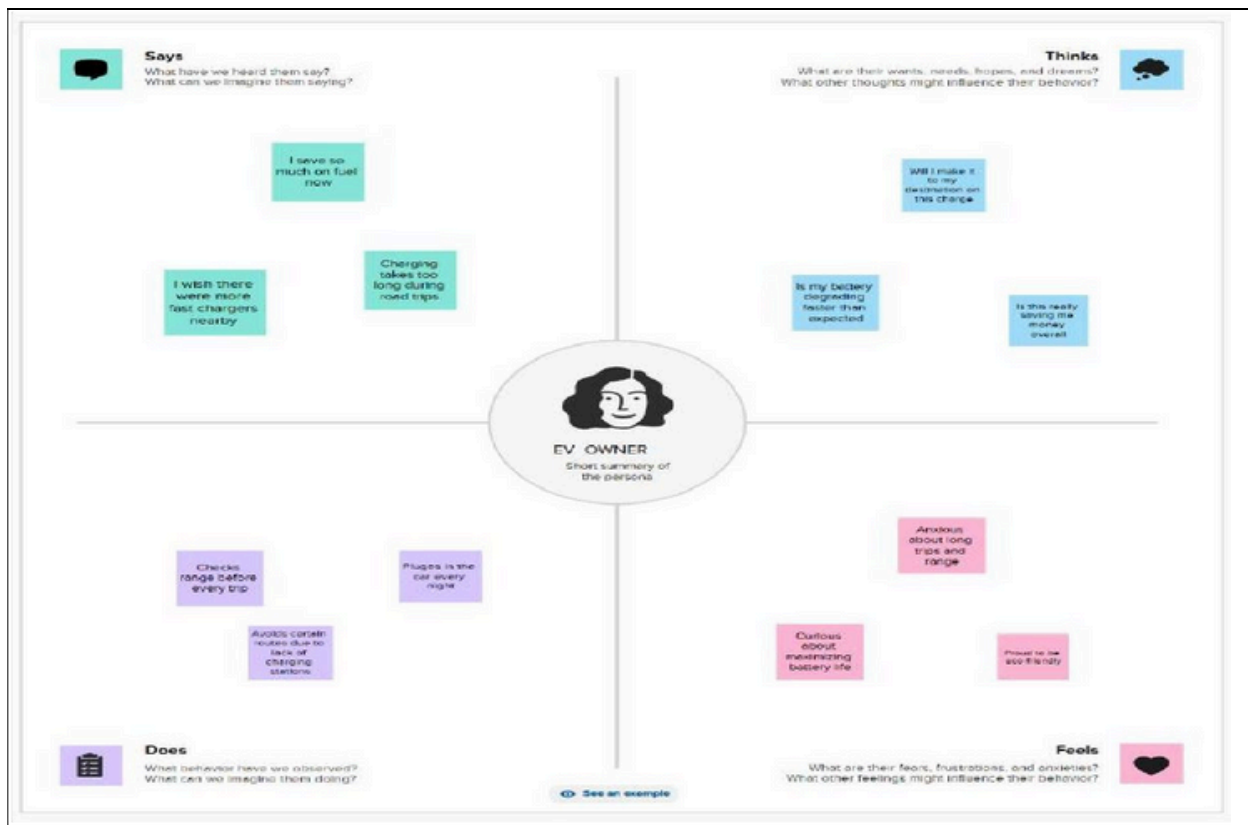 Says
What have we heard them say?
What can we imagine them saying?
Thinks
What are their wants, needs, hopes, and dreams?
What other thoughts might influence their behavior?
I save so
much on fuel
now
I wish there
were more
fast chargers
nearby
Charging
takes too
long during
road trips
Will I make it
to my
destination on
this charge
Is my battery
degrading
faster than
expected
Is this really
saving me
money
overall
EV OWNER
Short summary of
the persona
Checks
range before
every trip
Pluges in the
car every
night
Avoids certain
routes due to
lack of
charging
stations
Anxious
about long
trips and
range
Curious
about
maximizing
battery life
Proud to be
eco-friendly
Does
What behavior have we observed?
What can we imagine them doing?
Feels
What are their fears, frustrations, and anxieties?
What other feelings might influence their behavior?
See an example